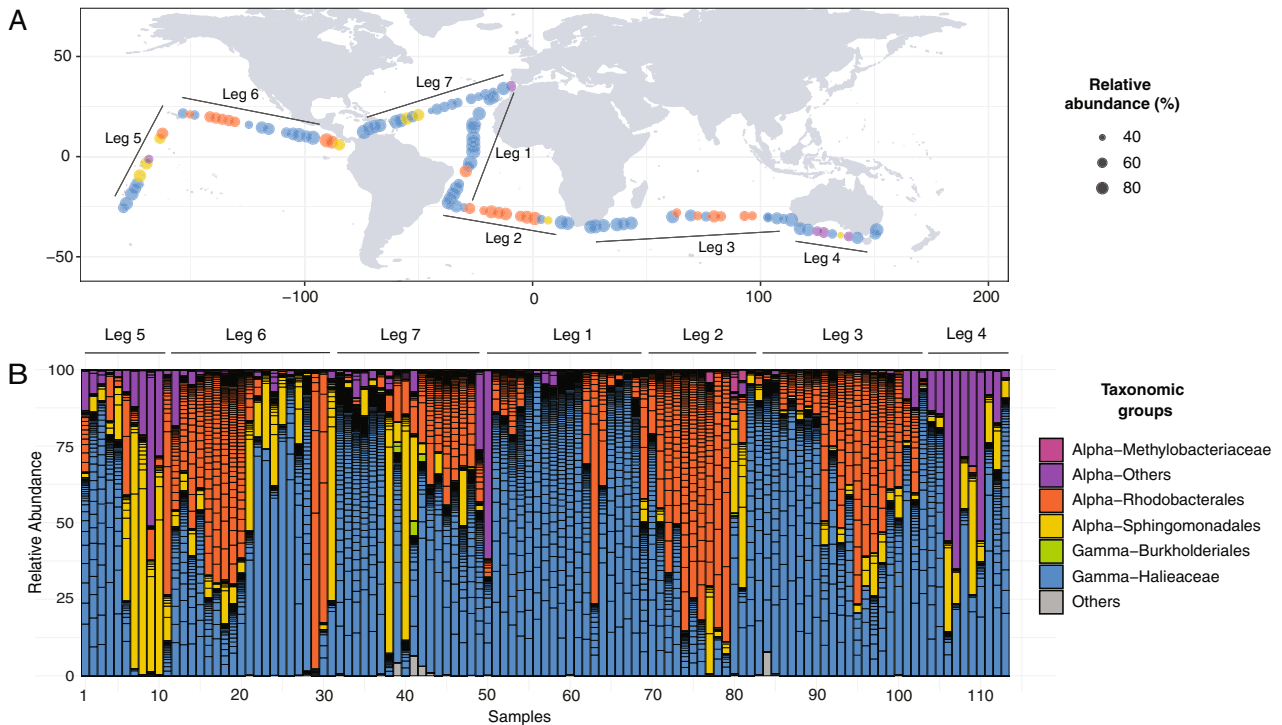 A
50
0
−50
−100
0
100
200
Leg 5
Leg 6
Leg 7
Leg 1
Leg 2
Leg 3
Leg 4
Relative
abundance (%)
40
60
80
Leg 5
Leg 6
Leg 7
Leg 1
Leg 2
Leg 3
Leg 4
B
Relative Abundance
100
75
50
25
0
1
10
20
30
40
50
60
70
80
90
100
110
Samples
Taxonomic
groups
Alpha−Methylobacteriaceae
Alpha−Others
Alpha−Rhodobacterales
Alpha−Sphingomonadales
Gamma−Burkholderiales
Gamma−Halieaceae
Others